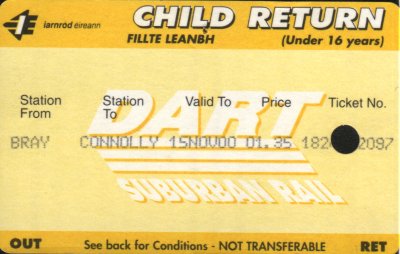 iarnród éireann
CHILD RETURN
FILLTE LEANBH (Under 16 years)
Station From Station To Valid To Price Ticket No.
DART
BRAY CONNOLLY 15NOV00 01.35
SUBURBAN RAIL
OUT See back for Conditions - NOT TRANSFERABLE RET